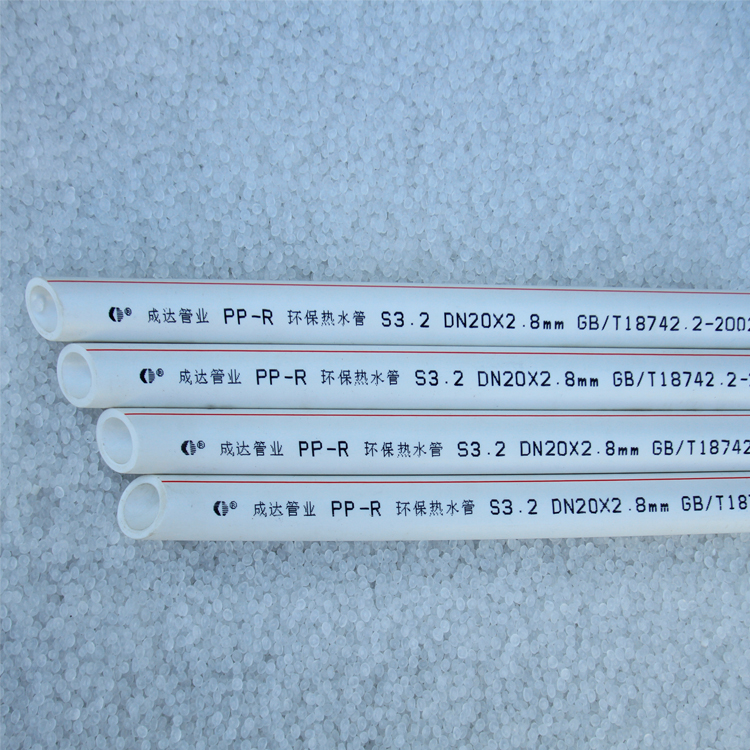 ® 成达管业 PP-R 环保热水管 S3.2 DN20X2.8mm GB/T18742.2-2002
® 成达管业 PP-R 环保热水管 S3.2 DN20X2.8mm GB/T18742.2-
® 成达管业 PP-R 环保热水管 S3.2 DN20X2.8mm GB/T18742
® 成达管业 PP-R 环保热水管 S3.2 DN20X2.8mm GB/T187